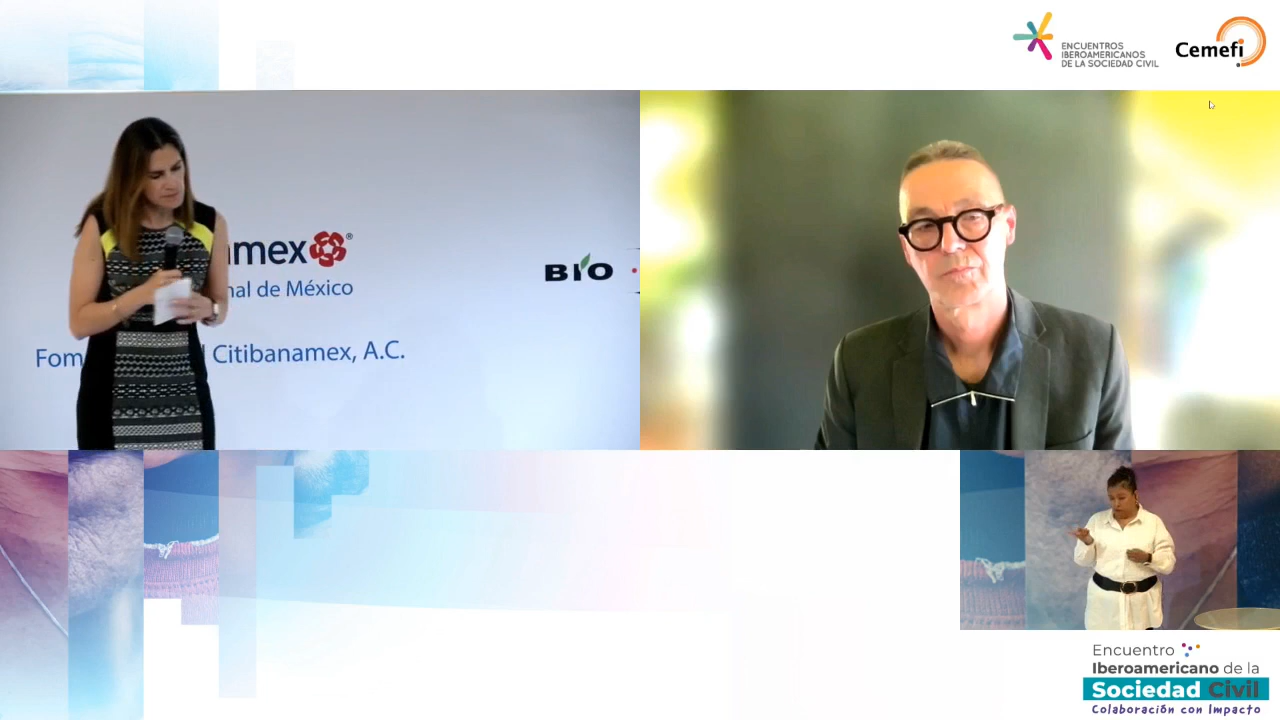 ENCUENTROS
IBEROAMERICANOS
DE LA SOCIEDAD CIVIL
Cemefi
amex®
nal de México
BIO
Fom
Citibanamex, A.C.
Encuentro
Iberoamericano de la
Sociedad Civil
Colaboración con Impacto